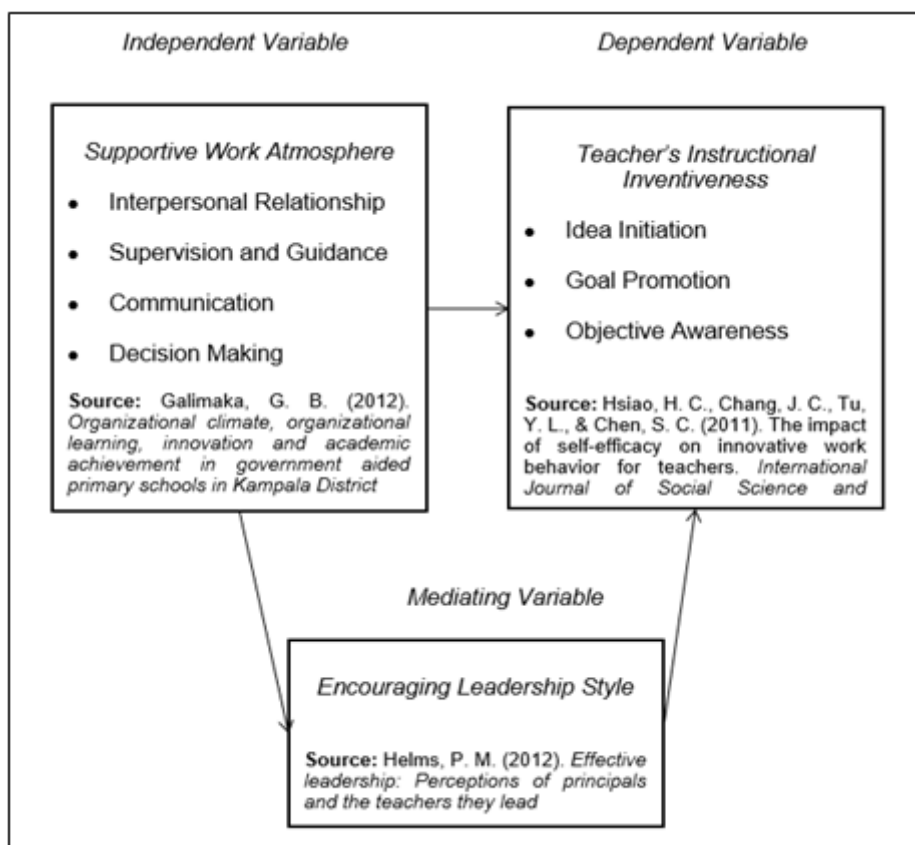 Independent Variable
Dependent Variable
Supportive Work Atmosphere
• Interpersonal Relationship
• Supervision and Guidance
• Communication
• Decision Making
Source: Galimaka, G. B. (2012).
Organizational climate, organizational
learning, innovation and academic
achievement in government aided
primary schools in Kampala District
Teacher's Instructional
Inventiveness
• Idea Initiation
• Goal Promotion
• Objective Awareness
Source: Hsiao, H. C., Chang, J. C., Tu,
Y. L., & Chen, S. C. (2011). The impact
of self-efficacy on innovative work
behavior for teachers. International
Journal of Social Science and
Mediating Variable
Encouraging Leadership Style
Source: Helms, P. M. (2012). Effective
leadership: Perceptions of principals
and the teachers they lead